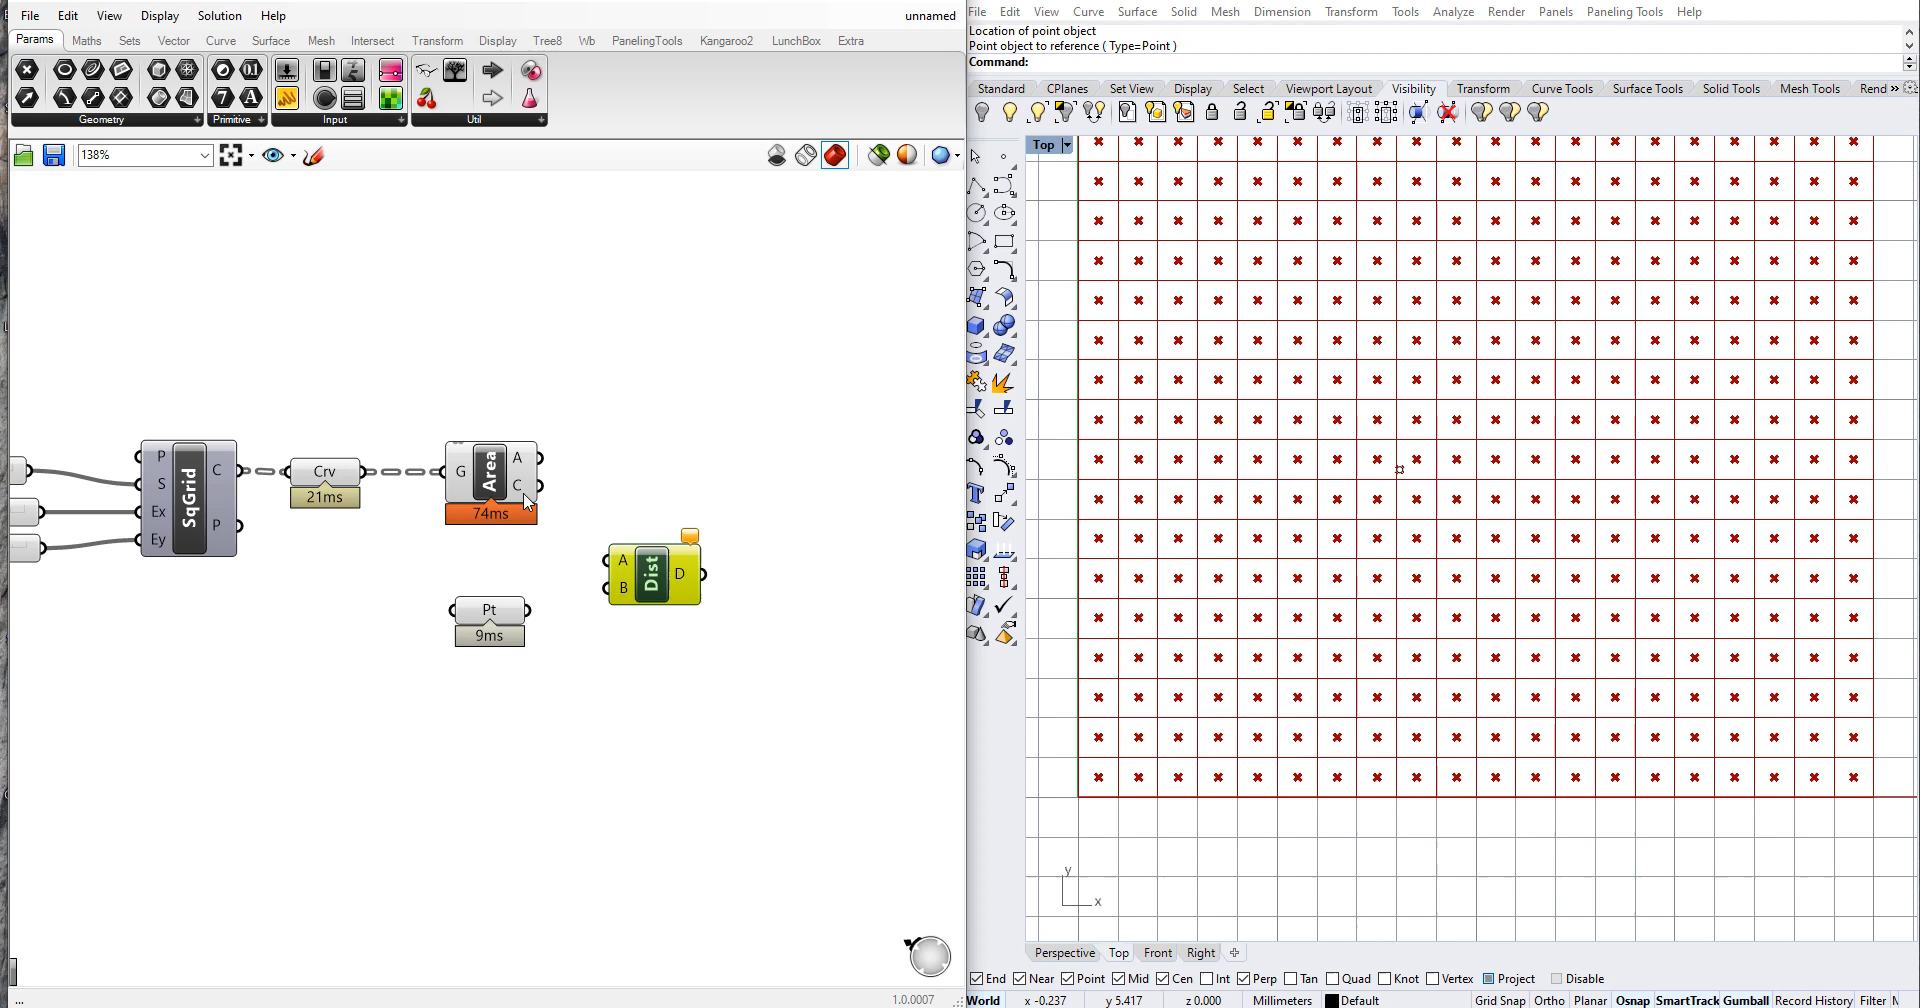 File Edit View Display Solution Help unnamed
Params Maths Sets Vector Curve Surface Mesh Intersect Transform Display Tree8 Wb PanelingTools Kangaroo2 LunchBox Extra
Geometry Primitive Input Util
138%
P
S
Ex
Ey
SqGrid
C
P
Crv
21ms
G
Area
A
C
74ms
A
B
Dist
D
Pt
9ms
...
1.0.0007
File Edit View Curve Surface Solid Mesh Dimension Transform Tools Analyze Render Panels Paneling Tools Help
Location of point object
Point object to reference ( Type=Point )
Command:
Standard CPlanes Set View Display Select Viewport Layout Visibility Transform Curve Tools Surface Tools Solid Tools Mesh Tools Rend »
Top
y
x
Perspective Top Front Right
End Near Point Mid Cen Int Perp Tan Quad Knot Vertex Project Disable
World x -0.237 y 5.417 z 0.000 Millimeters Default Grid Snap Ortho Planar Osnap SmartTrack Gumball Record History Filter